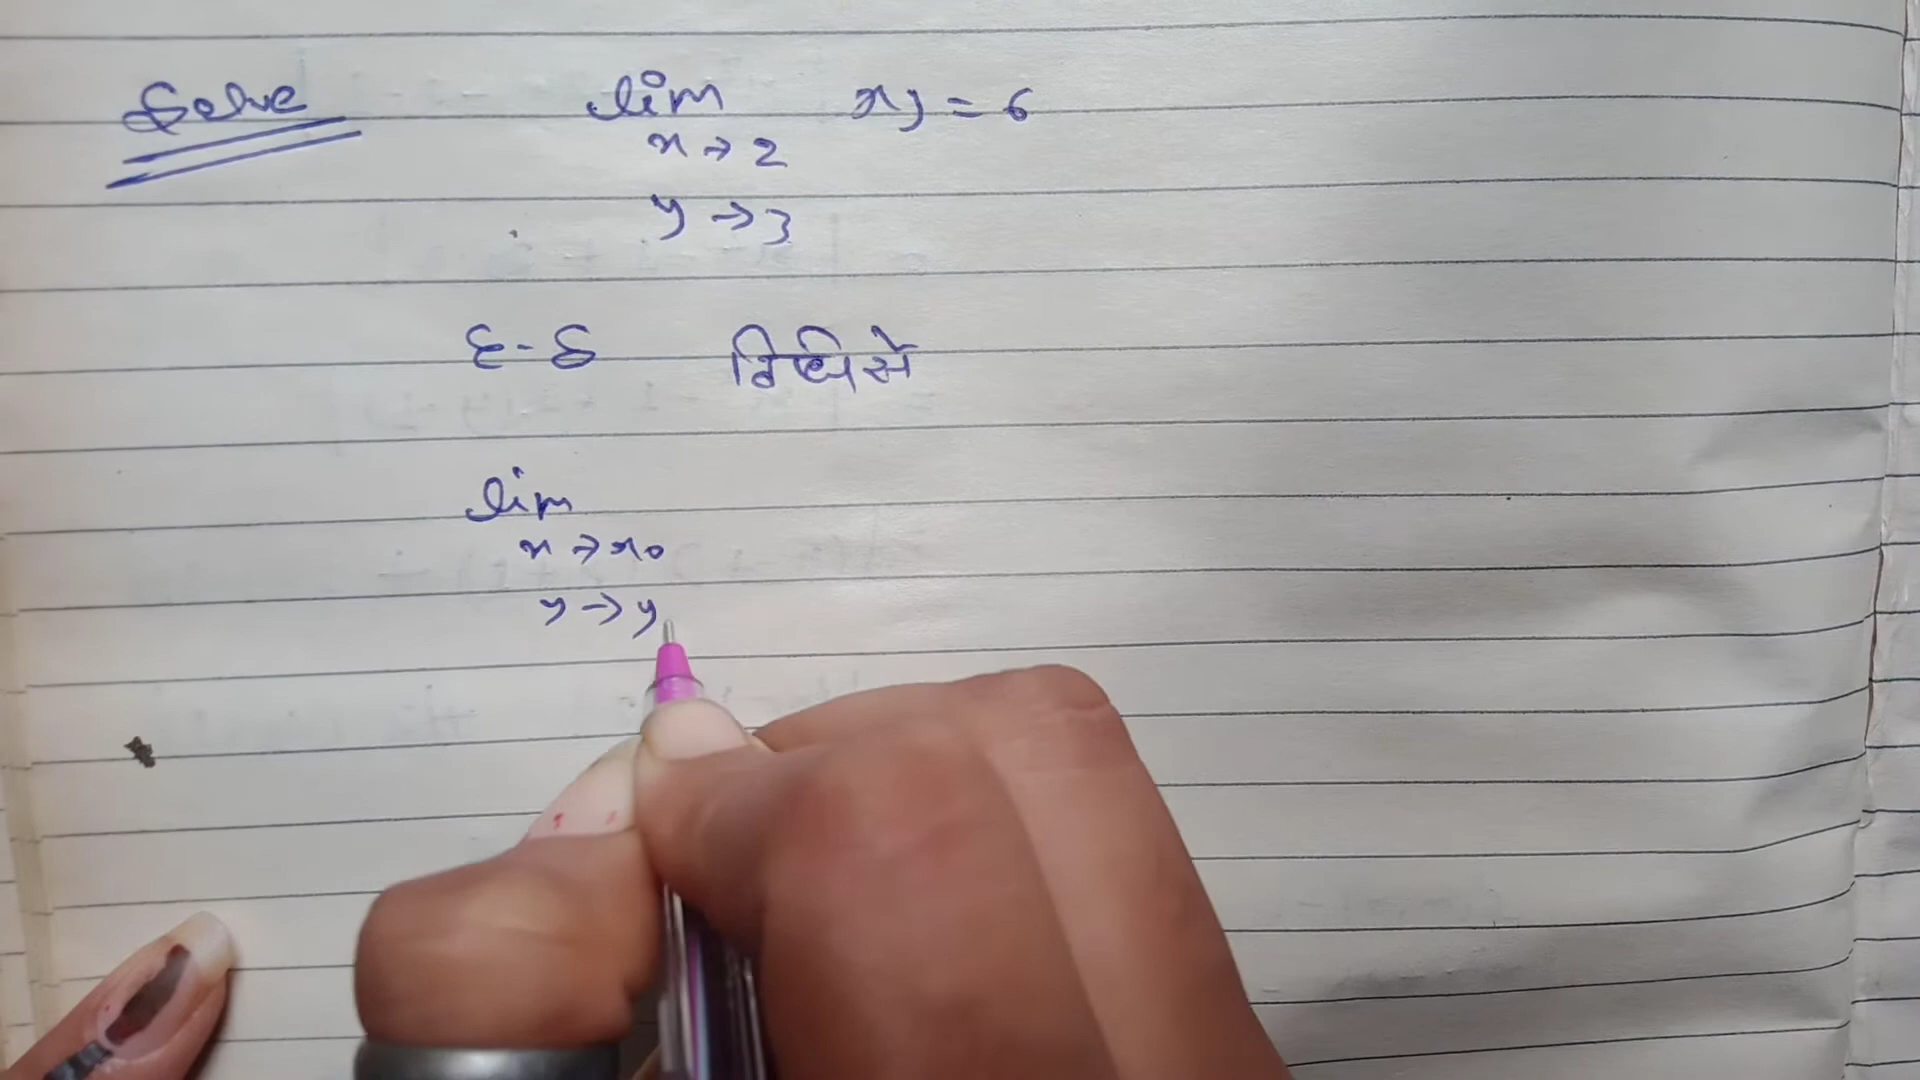 Solve lim xy = 6
x → 2
y → 3
ε - δ विधि से
lim
x → x₀
y → y